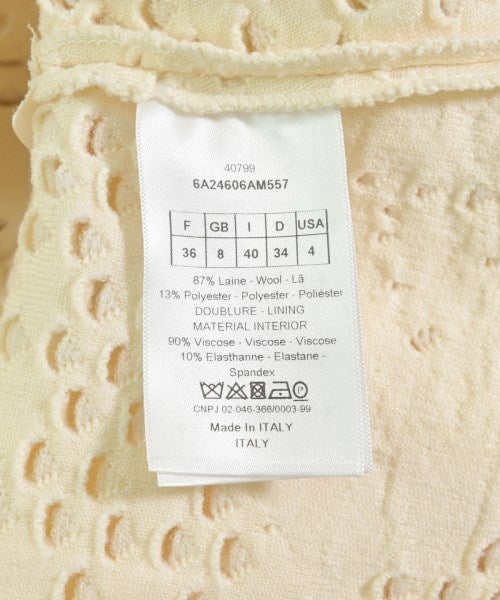 40799
6A24606AM557
F GB I D USA
36 8 40 34 4
87% Laine - Wool - Lã
13% Polyester - Polyester - Poliéster
DOUBLURE - LINING
MATERIAL INTERIOR
90% Viscose - Viscose - Viscose
10% Elasthanne - Elastane -
Spandex
CNPJ 02-046-366/0003-99
Made In ITALY
ITALY